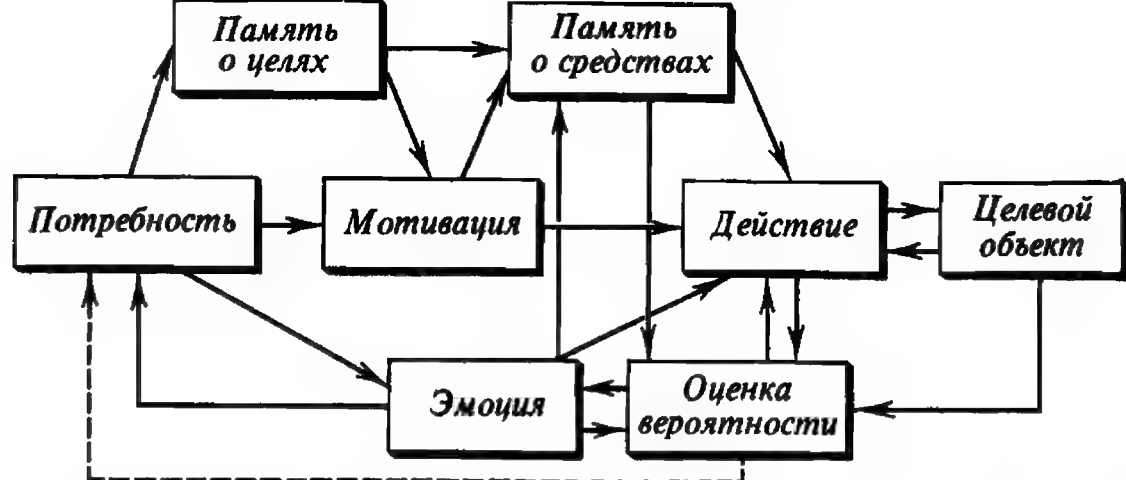 Память
о целях
Память
о средствах
Потребность
Мотивация
Действие
Целевой
объект
Эмоция
Оценка
вероятности